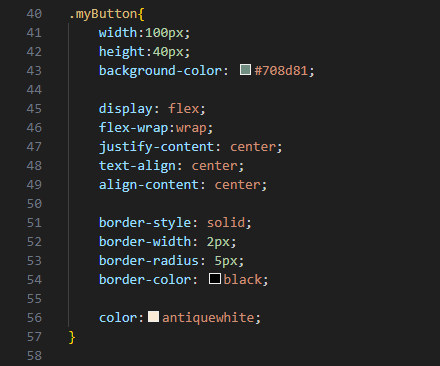 40 .myButton{
41     width:100px;
42     height:40px;
43     background-color: #708d81;
44
45     display: flex;
46     flex-wrap:wrap;
47     justify-content: center;
48     text-align: center;
49     align-content: center;
50
51     border-style: solid;
52     border-width: 2px;
53     border-radius: 5px;
54     border-color: black;
55
56     color:antiquewhite;
57 }
58